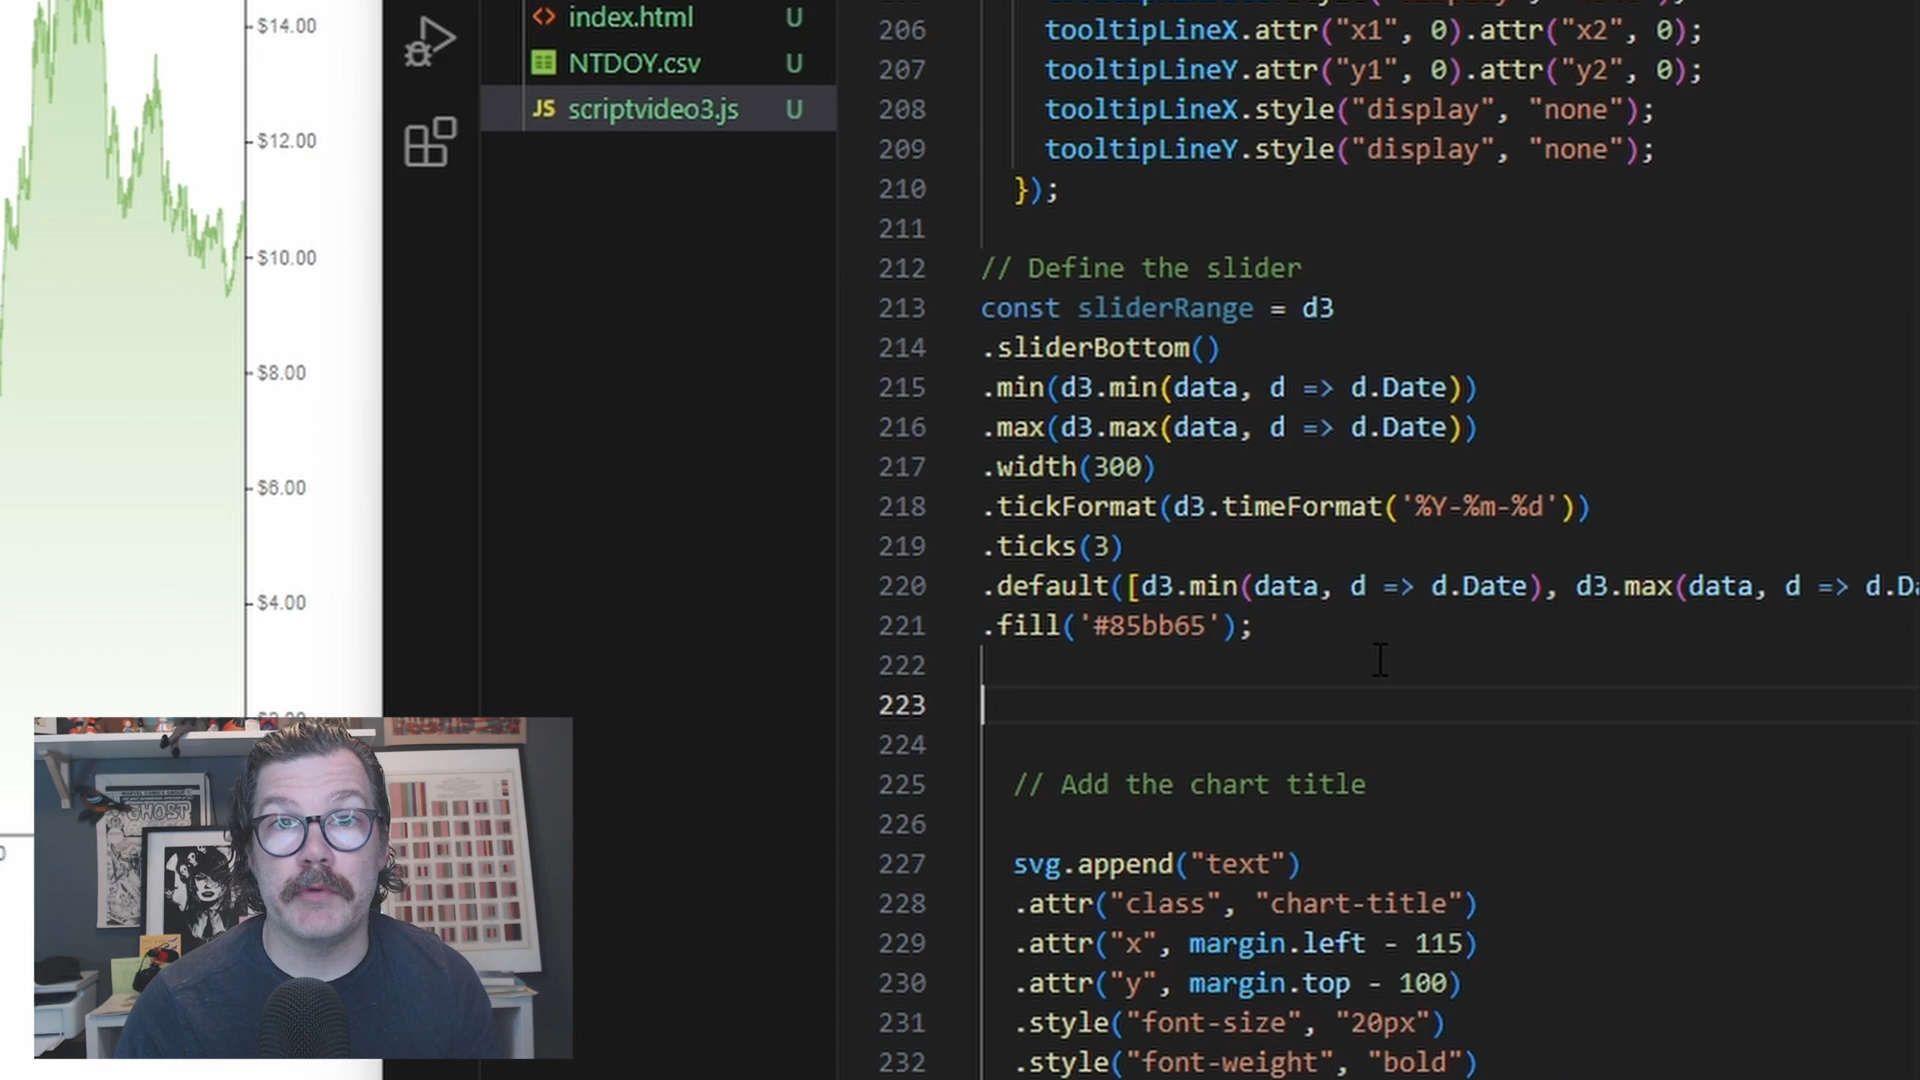 $14.00
$12.00
$10.00
$8.00
$6.00
$4.00
index.html U
NTDOY.csv U
JS scriptvideo3.js U
206 tooltipLineX.attr("x1", 0).attr("x2", 0);
207 tooltipLineY.attr("y1", 0).attr("y2", 0);
208 tooltipLineX.style("display", "none");
209 tooltipLineY.style("display", "none");
210 });
211
212 // Define the slider
213 const sliderRange = d3
214 .sliderBottom()
215 .min(d3.min(data, d => d.Date))
216 .max(d3.max(data, d => d.Date))
217 .width(300)
218 .tickFormat(d3.timeFormat('%Y-%m-%d'))
219 .ticks(3)
220 .default([d3.min(data, d => d.Date), d3.max(data, d => d.Da
221 .fill('#85bb65');
222
223
224
225 // Add the chart title
226
227 svg.append("text")
228 .attr("class", "chart-title")
229 .attr("x", margin.left - 115)
230 .attr("y", margin.top - 100)
231 .style("font-size", "20px")
232 .style("font-weight", "bold")
GHOST